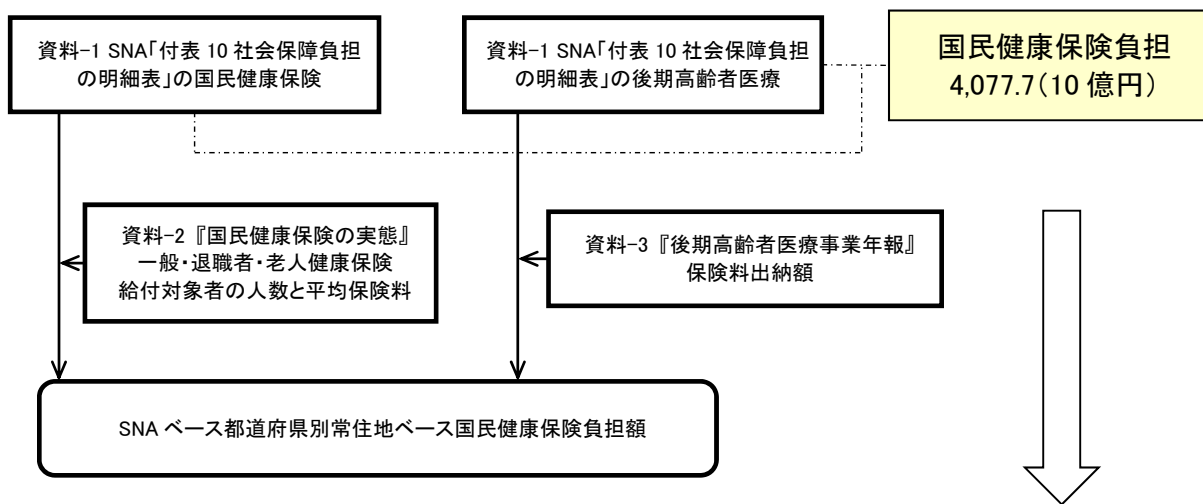 資料-1 SNA「付表 10 社会保障負担
の明細表」の国民健康保険
資料-1 SNA「付表 10 社会保障負担
の明細表」の後期高齢者医療
国民健康保険負担
4,077.7(10 億円)
資料-2 『国民健康保険の実態』
一般・退職者・老人健康保険
給付対象者の人数と平均保険料
資料-3 『後期高齢者医療事業年報』
保険料出納額
SNA ベース都道府県別常住地ベース国民健康保険負担額